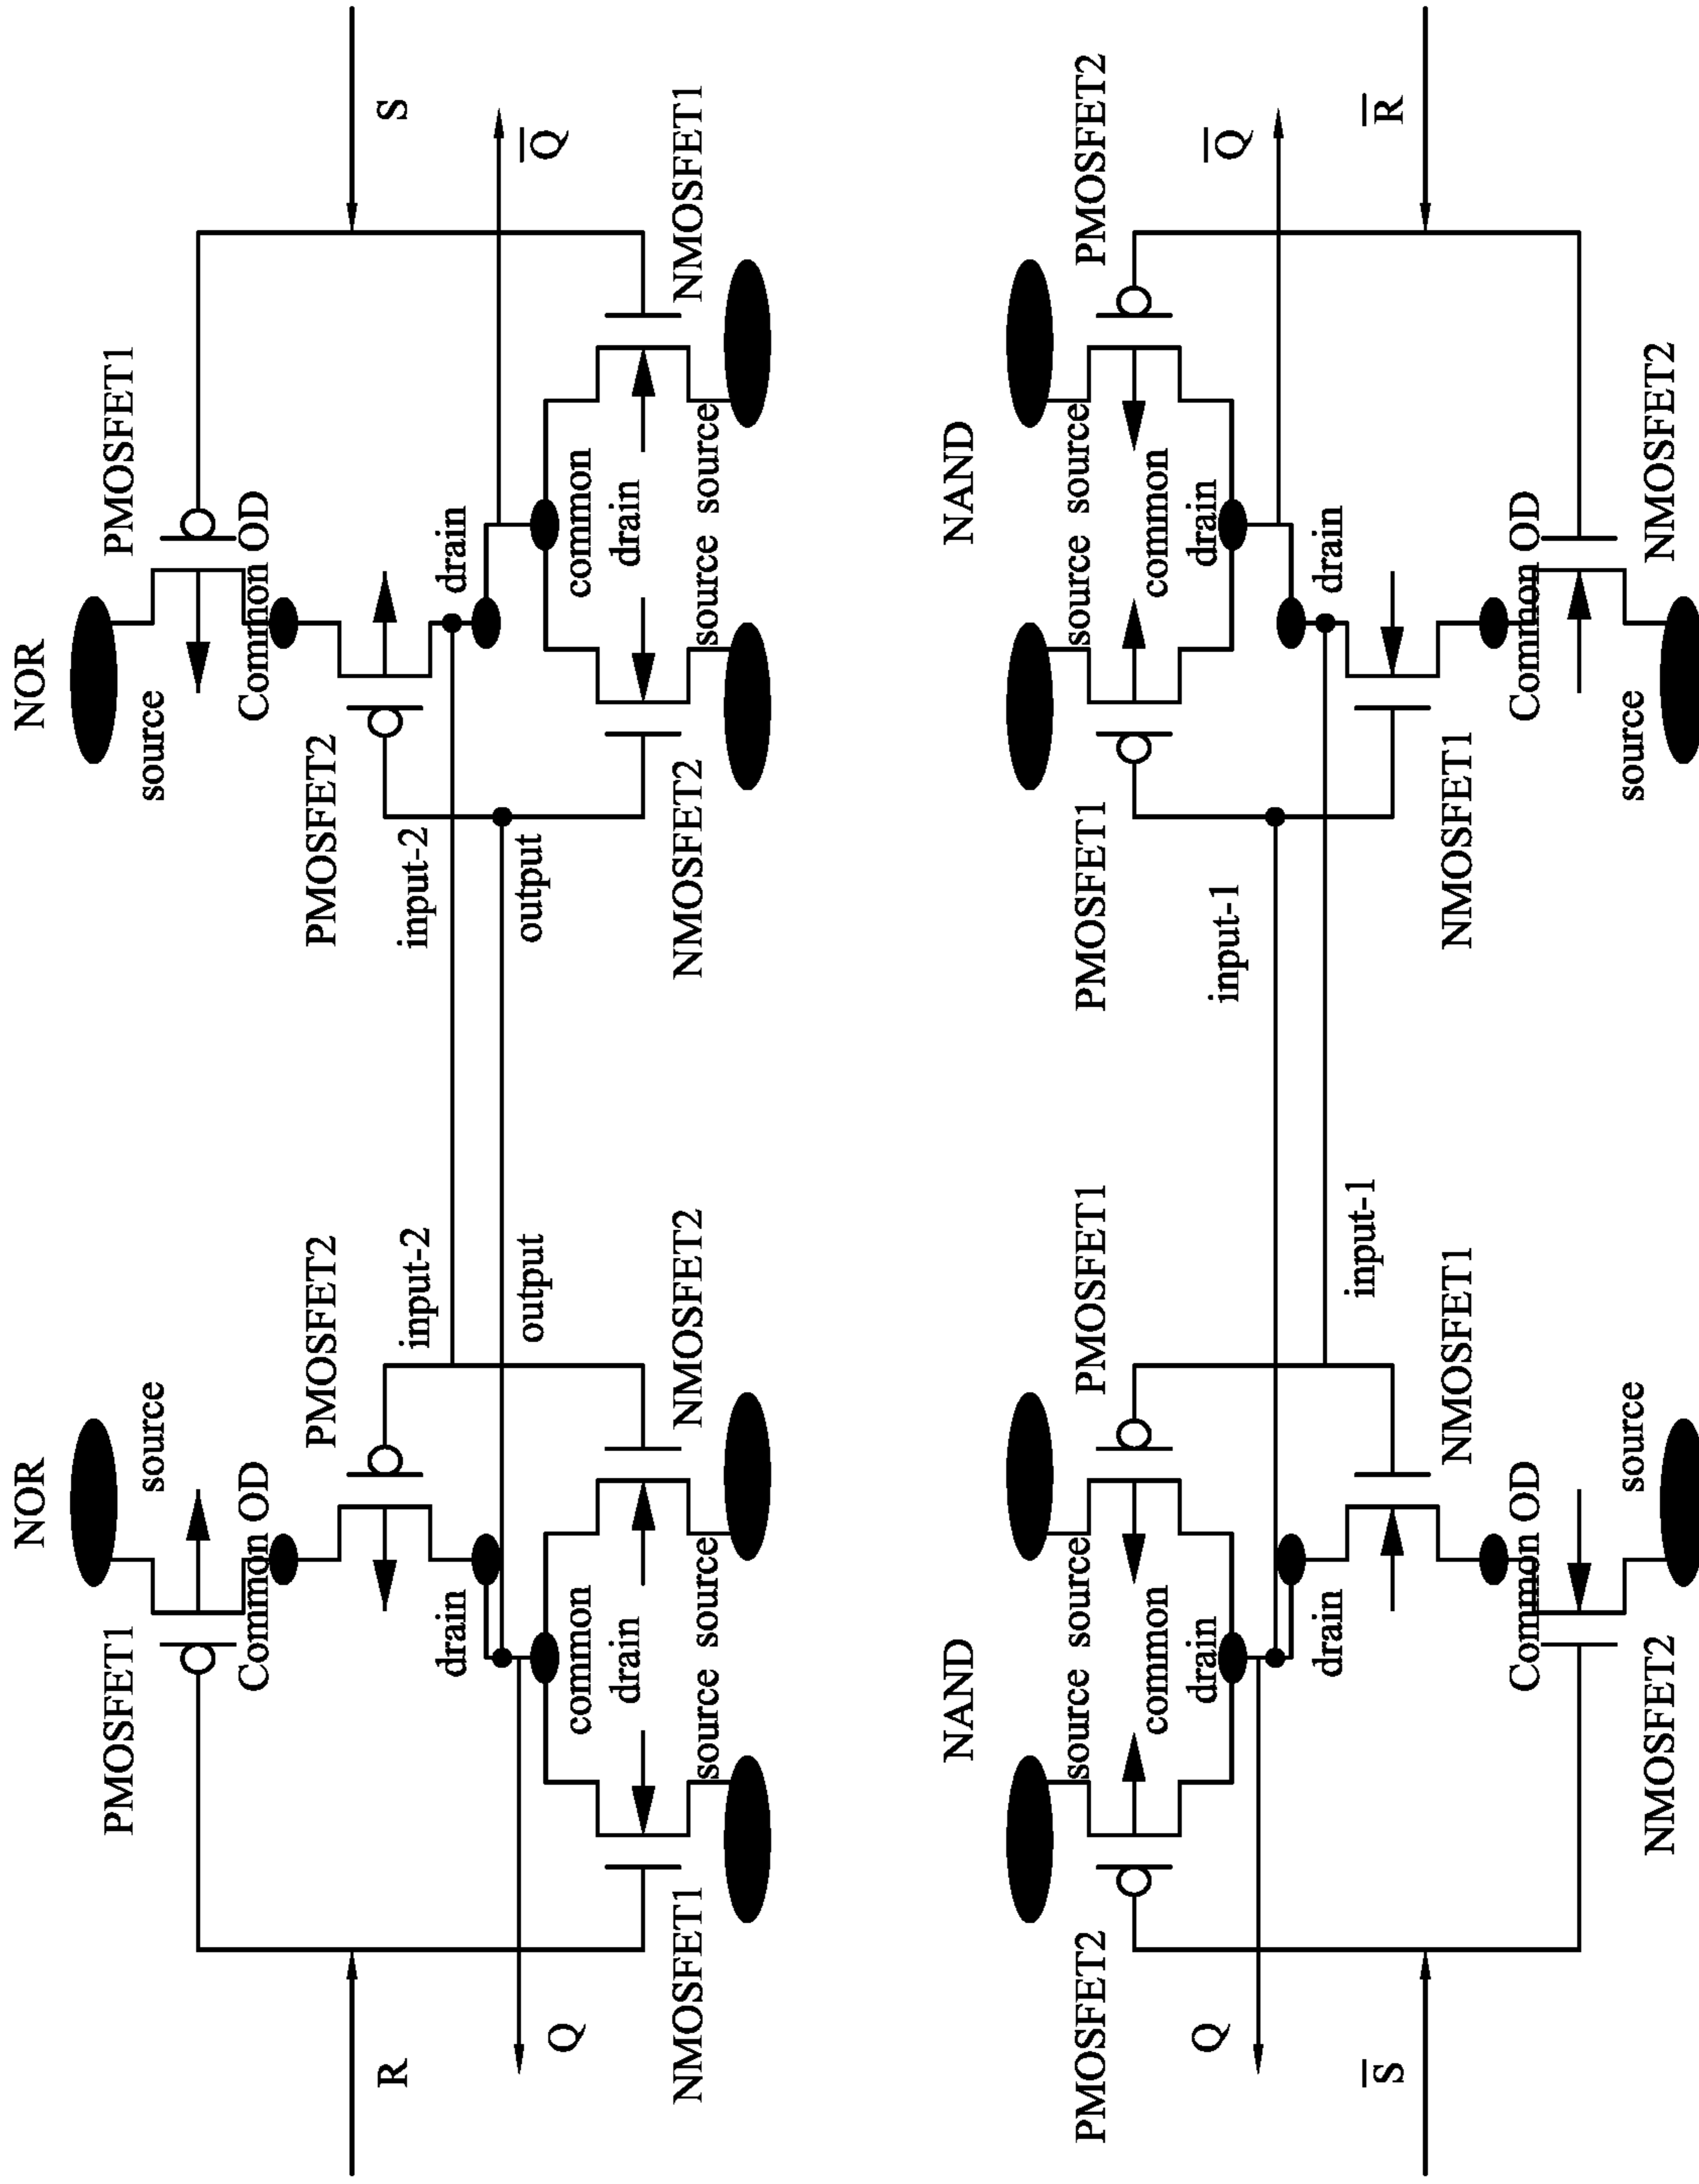 NOR
source
PMOSFET1
Common OD
PMOSFET2
input-2
drain
output
common
drain
source source
NMOSFET1
NMOSFET2
R
Q
NOR
source
PMOSFET1
Common OD
PMOSFET2
input-2
drain
output
common
drain
source source
NMOSFET2
NMOSFET1
S
Q̅
NAND
PMOSFET2
PMOSFET1
source source
common
drain
input-1
drain
NMOSFET1
Common OD
source
NMOSFET2
Q
S̅
NAND
PMOSFET1
PMOSFET2
source source
common
drain
input-1
drain
NMOSFET1
Common OD
source
NMOSFET2
Q̅
R̅